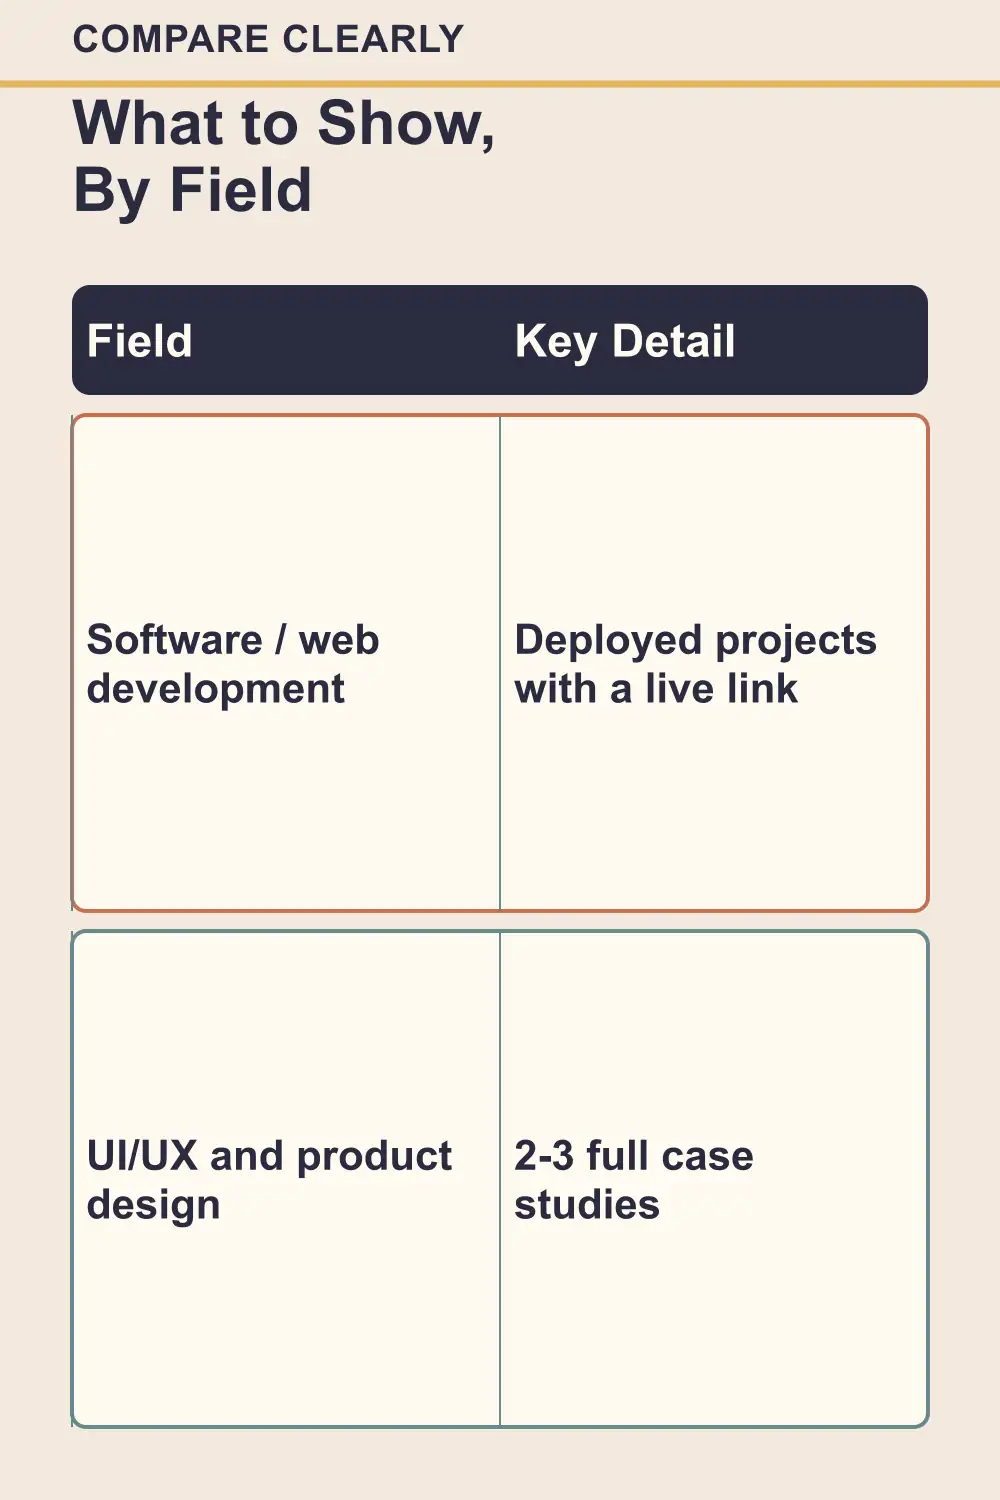 COMPARE CLEARLY
What to Show,
By Field
Field
Key Detail
Software / web
development
Deployed projects
with a live link
UI/UX and product
design
2-3 full case
studies